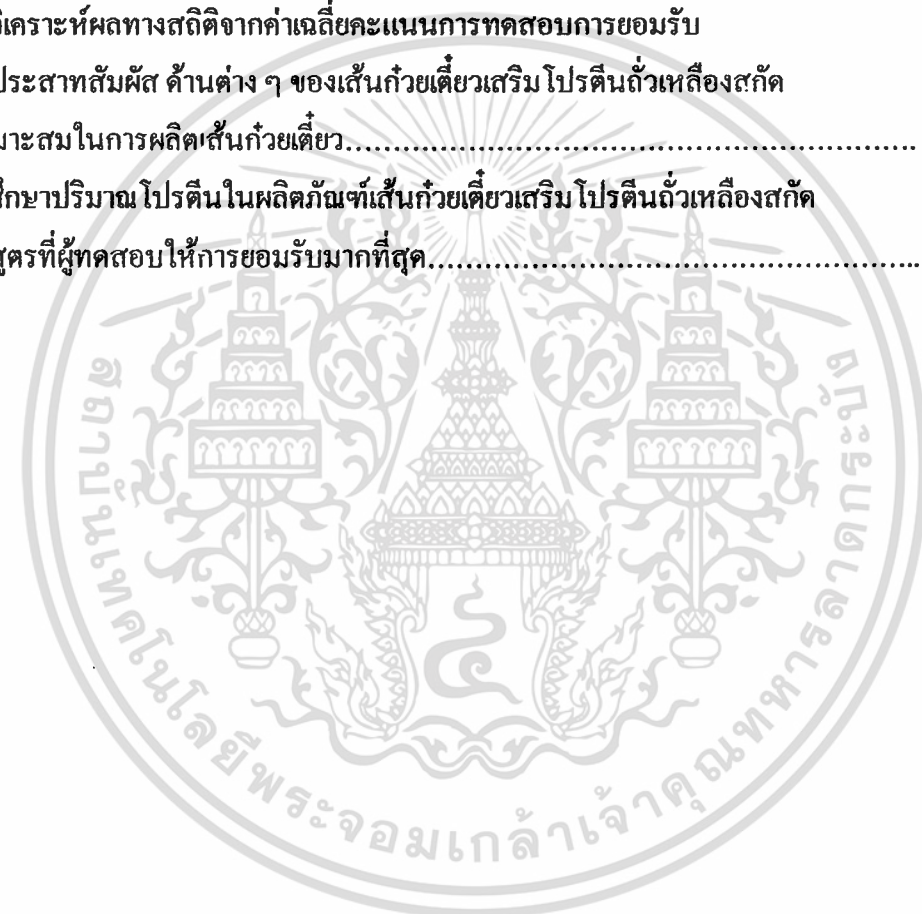 วิเคราะห์ผลทางสถิติจากค่าเฉลี่ยคะแนนการทดสอบการยอมรับ
ประสาทสัมผัส ด้านต่าง ๆ ของเส้นก๋วยเตี๋ยวเสริมโปรตีนถั่วเหลืองสกัด
มาะสมในการผลิตเส้นก๋วยเตี๋ยว
ศึกษาปริมาณโปรตีนในผลิตภัณฑ์เส้นก๋วยเตี๋ยวเสริมโปรตีนถั่วเหลืองสกัด
สูตรที่ผู้ทดสอบให้การยอมรับมากที่สุด
สถาบันเทคโนโลยีพระจอมเกล้าเจ้าคุณทหารลาดกระบัง